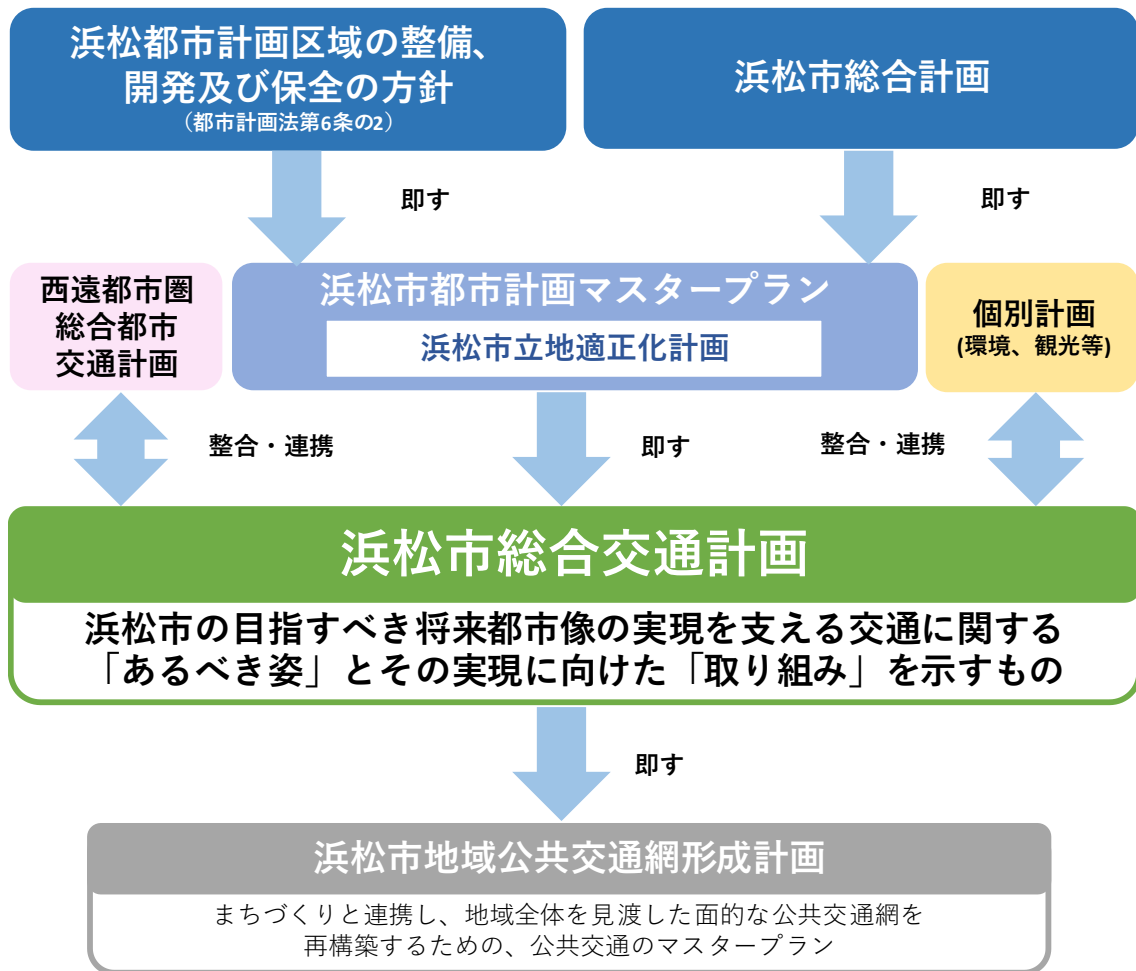 浜松都市計画区域の整備、
開発及び保全の方針
（都市計画法第6条の2）
浜松市総合計画
即す
即す
西遠都市圏
総合都市
交通計画
浜松市都市計画マスタープラン
浜松市立地適正化計画
個別計画
(環境、観光等)
整合・連携
即す
整合・連携
浜松市総合交通計画
浜松市の目指すべき将来都市像の実現を支える交通に関する
「あるべき姿」とその実現に向けた「取り組み」を示すもの
即す
浜松市地域公共交通網形成計画
まちづくりと連携し、地域全体を見渡した面的な公共交通網を
再構築するための、公共交通のマスタープラン